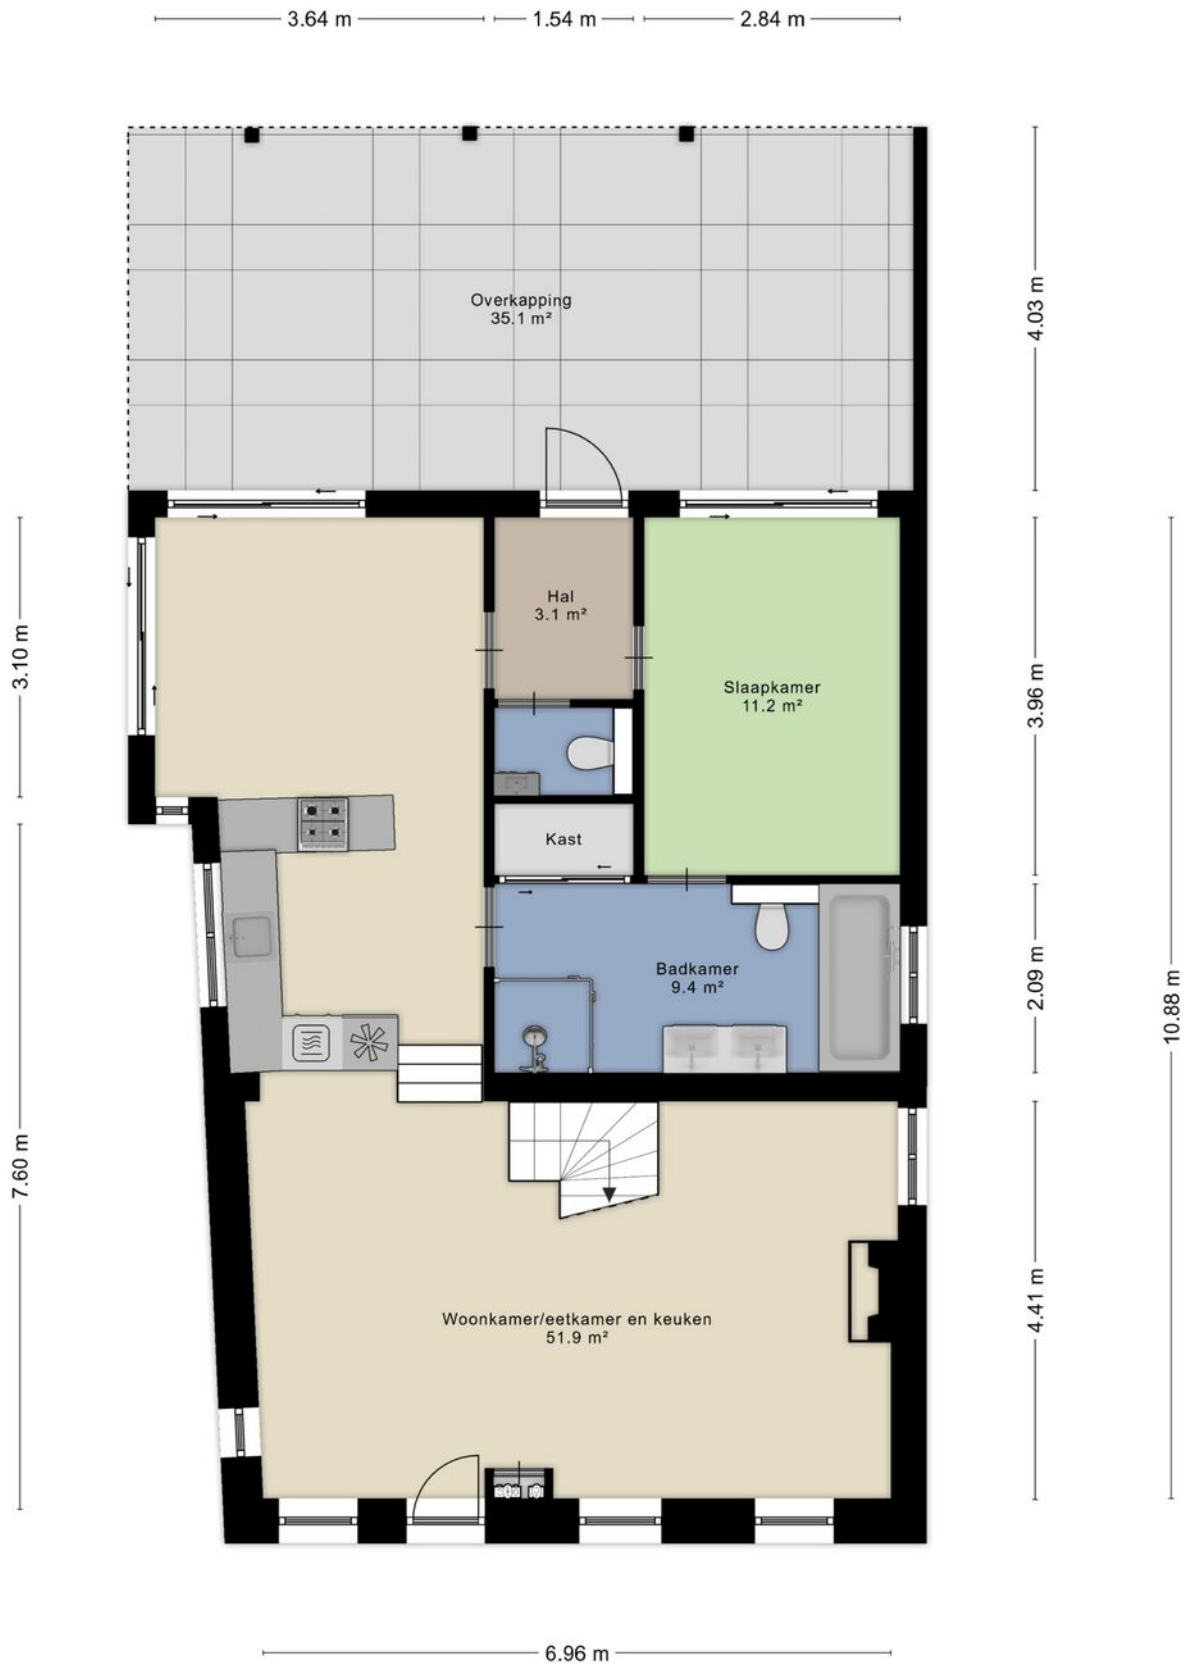 3.64 m
1.54 m
2.84 m
Overkapping
35.1 m²
4.03 m
Hal
3.1 m²
3.10 m
3.96 m
Slaapkamer
11.2 m²
Kast
Badkamer
9.4 m²
2.09 m
10.88 m
7.60 m
4.41 m
Woonkamer/eetkamer en keuken
51.9 m²
6.96 m